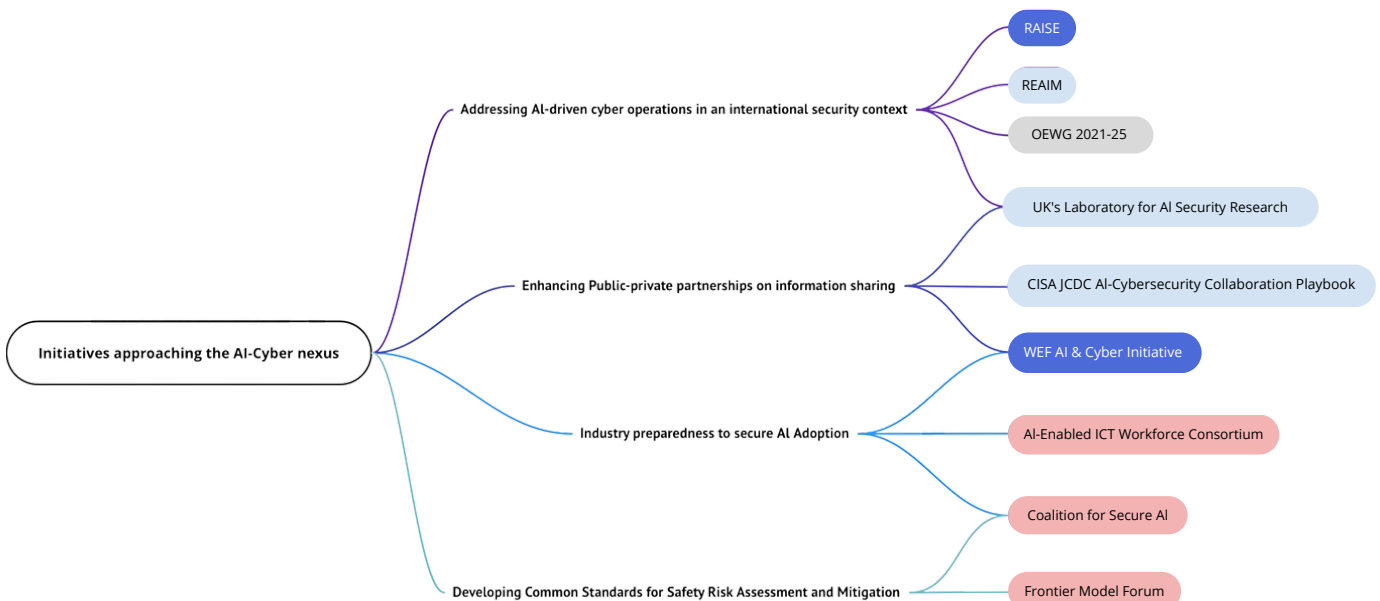 Initiatives approaching the AI-Cyber nexus
Addressing AI-driven cyber operations in an international security context
RAISE
REAIM
OEWG 2021-25
UK's Laboratory for AI Security Research
Enhancing Public-private partnerships on information sharing
CISA JCDC AI-Cybersecurity Collaboration Playbook
WEF AI & Cyber Initiative
Industry preparedness to secure AI Adoption
AI-Enabled ICT Workforce Consortium
Coalition for Secure AI
Developing Common Standards for Safety Risk Assessment and Mitigation
Frontier Model Forum